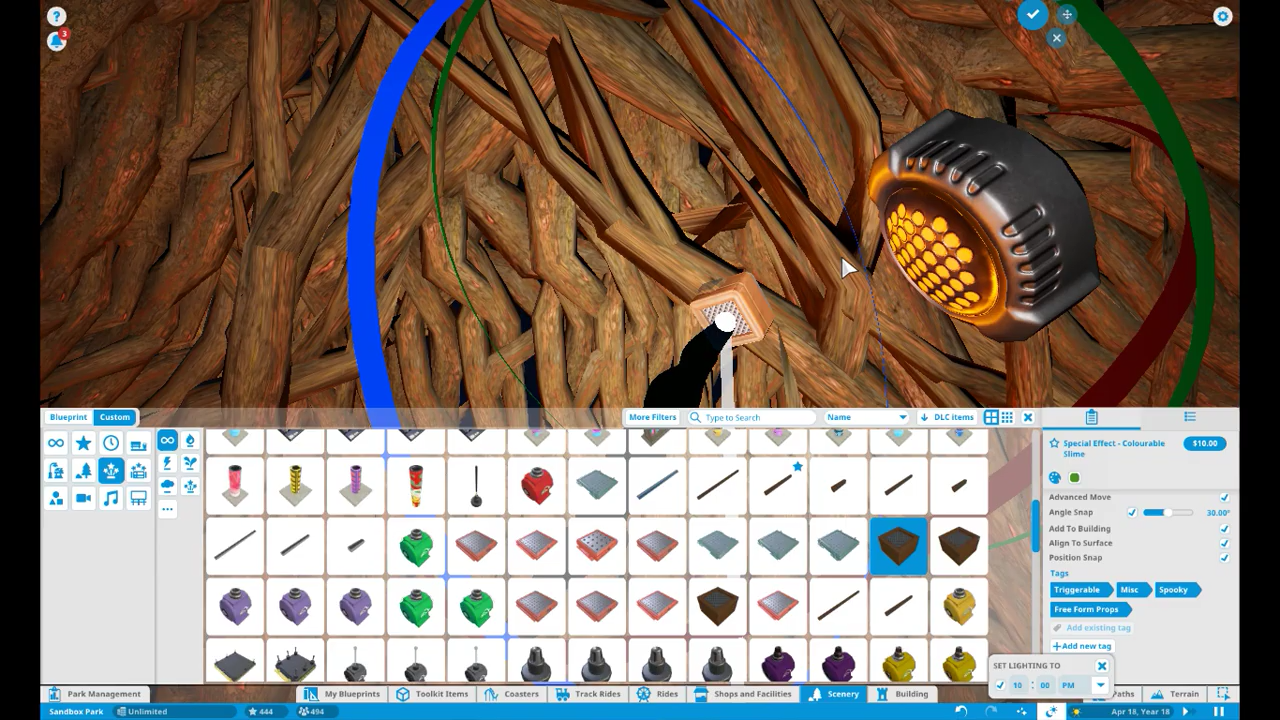 3
Blueprint Custom
More Filters Type to Search Name DLC items
Special Effect - Colourable Slime
$10.00
Advanced Move
Angle Snap 30.00°
Add To Building
Align To Surface
Position Snap
Tags
Triggerable Misc Spooky
Free Form Props
Add existing tag
Add new tag
SET LIGHTING TO
10 : 00 PM
Park Management My Blueprints Toolkit Items Coasters Track Rides Rides Shops and Facilities Scenery Building Paths Terrain
Sandbox Park Unlimited 444 494 Apr 18, Year 18